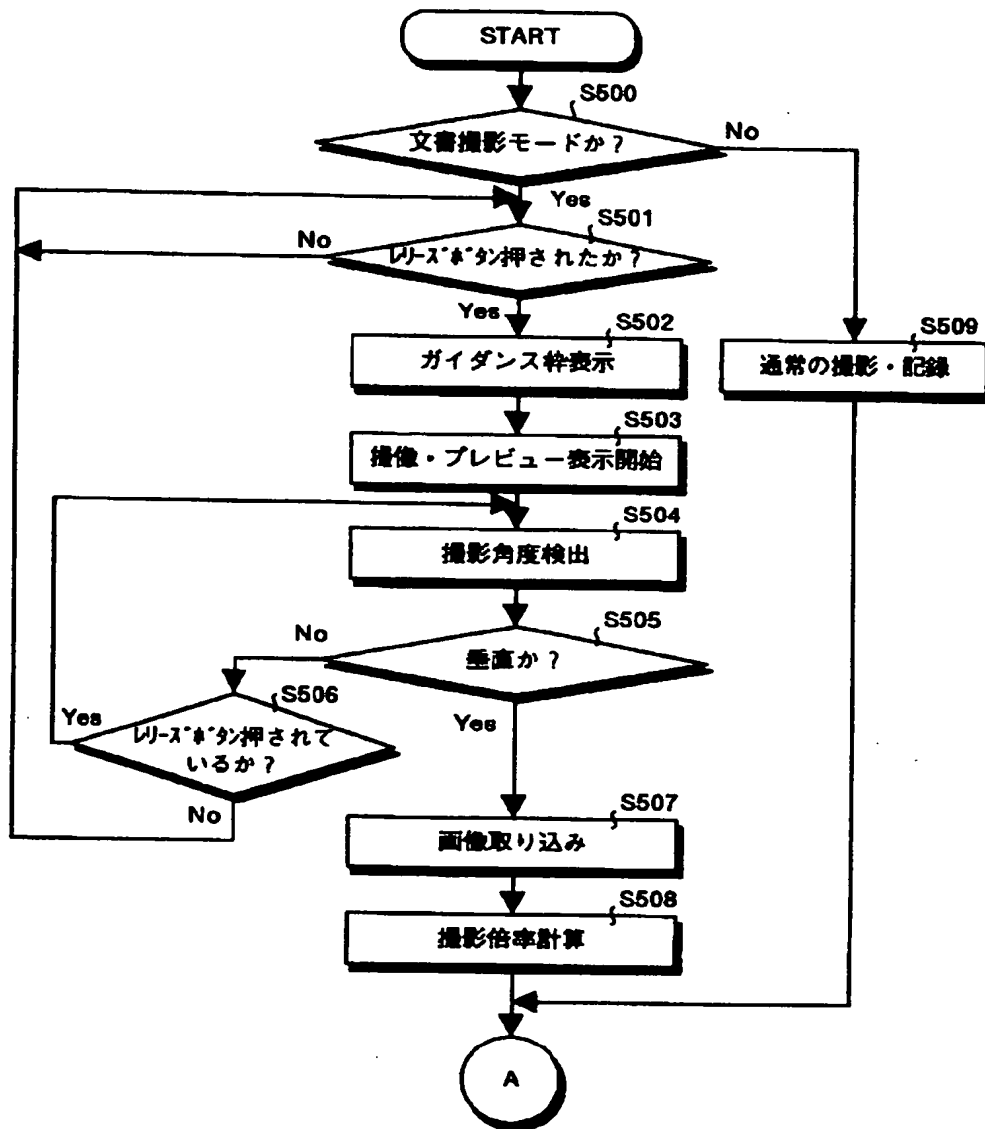 START
S500
文書撮影モードか？
No
Yes
S501
No
ﾚﾘｰｽﾞﾎﾞﾀﾝ押されたか？
Yes
S502
ガイダンス枠表示
S509
通常の撮影・記録
S503
撮像・プレビュー表示開始
S504
撮影角度検出
S505
No
垂直か？
Yes
S506
Yes
ﾚﾘｰｽﾞﾎﾞﾀﾝ押されて
いるか？
No
S507
画像取り込み
S508
撮影倍率計算
A